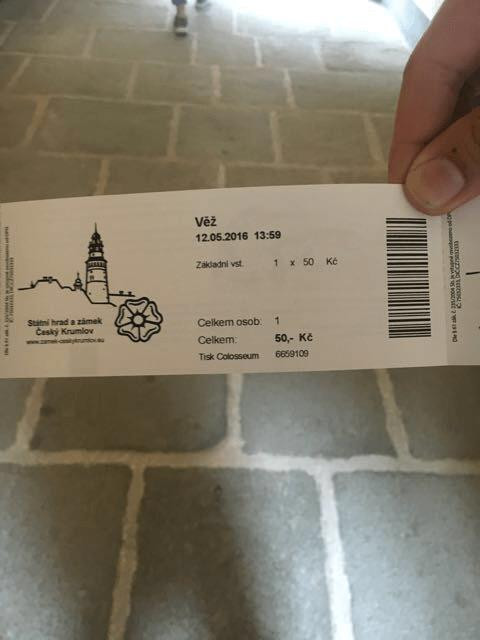 Věž
12.05.2016 13:59
Základní vst. 1 x 50 Kč
Celkem osob: 1
Celkem: 50,- Kč
Tisk Colosseum 6659109
Státní hrad a zámek
Český Krumlov
www.zamek-ceskykrumlov.eu